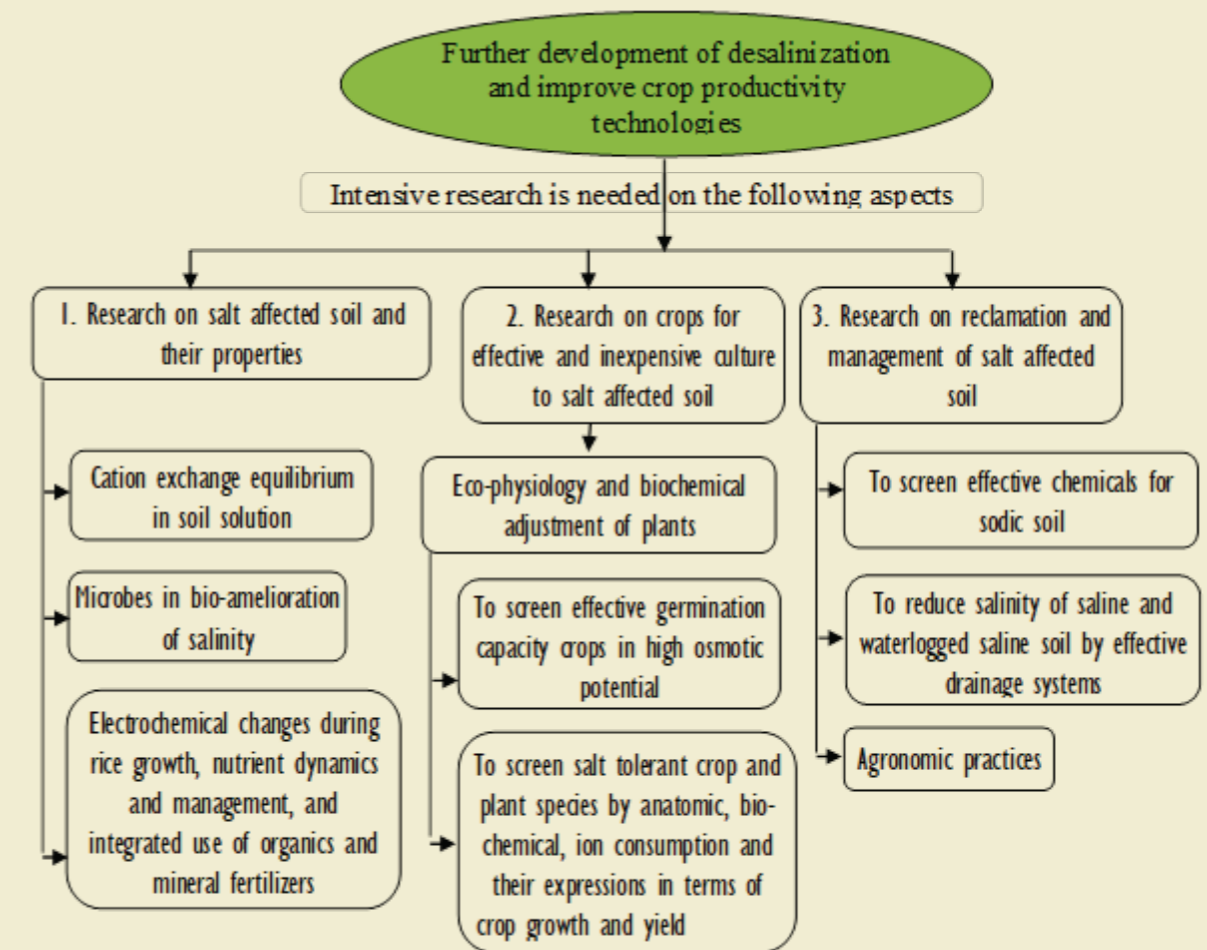 Further development of desalinization
and improve crop productivity
technologies
Intensive research is needed on the following aspects
1. Research on salt affected soil and
their properties
Cation exchange equilibrium
in soil solution
Microbes in bio-amelioration
of salinity
Electrochemical changes during
rice growth, nutrient dynamics
and management, and
integrated use of organics and
mineral fertilizers
2. Research on crops for
effective and inexpensive culture
to salt affected soil
Eco-physiology and biochemical
adjustment of plants
To screen effective germination
capacity crops in high osmotic
potential
To screen salt tolerant crop and
plant species by anatomic, bio-
chemical, ion consumption and
their expressions in terms of
crop growth and yield
3. Research on reclamation and
management of salt affected
soil
To screen effective chemicals for
sodic soil
To reduce salinity of saline and
waterlogged saline soil by effective
drainage systems
Agronomic practices